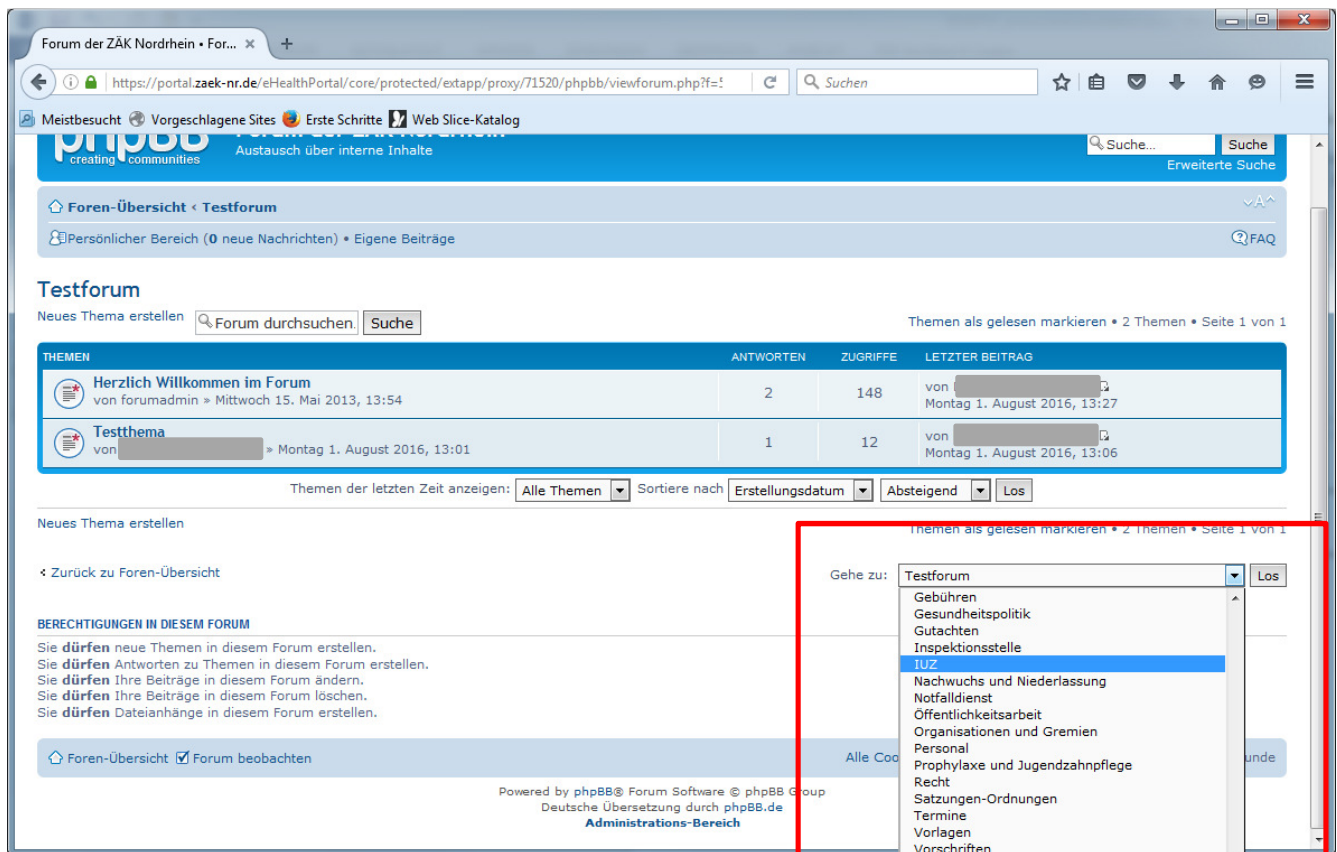 Forum der ZÄK Nordrhein • For...
https://portal.zaek-nr.de/eHealthPortal/core/protected/extapp/proxy/71520/phpbb/viewforum.php?f=
Suchen
Meistbesucht Vorgeschlagene Sites Erste Schritte Web Slice-Katalog
phpBB Forum der ZÄK Nordrhein
creating communities
Austausch über interne Inhalte
Suche... Suche
Erweiterte Suche
Foren-Übersicht ‹ Testforum
Persönlicher Bereich (0 neue Nachrichten) • Eigene Beiträge
FAQ
Testforum
Neues Thema erstellen Forum durchsuchen. Suche
Themen als gelesen markieren • 2 Themen • Seite 1 von 1
THEMEN ANTWORTEN ZUGRIFFE LETZTER BEITRAG
Herzlich Willkommen im Forum
von forumadmin » Mittwoch 15. Mai 2013, 13:54
2 148
von
Montag 1. August 2016, 13:27
Testthema
von » Montag 1. August 2016, 13:01
1 12
von
Montag 1. August 2016, 13:06
Themen der letzten Zeit anzeigen: Alle Themen Sortiere nach Erstellungsdatum Absteigend Los
Neues Thema erstellen
Themen als gelesen markieren • 2 Themen • Seite 1 von 1
Zurück zu Foren-Übersicht
Gehe zu: Testforum Los
Gebühren
Gesundheitspolitik
Gutachten
Inspektionsstelle
IUZ
Nachwuchs und Niederlassung
Notfalldienst
Öffentlichkeitsarbeit
Organisationen und Gremien
Personal
Prophylaxe und Jugendzahnpflege
Recht
Satzungen-Ordnungen
Termine
Vorlagen
Vorschriften
BERECHTIGUNGEN IN DIESEM FORUM
Sie dürfen neue Themen in diesem Forum erstellen.
Sie dürfen Antworten zu Themen in diesem Forum erstellen.
Sie dürfen Ihre Beiträge in diesem Forum ändern.
Sie dürfen Ihre Beiträge in diesem Forum löschen.
Sie dürfen Dateianhänge in diesem Forum erstellen.
Foren-Übersicht Forum beobachten
Alle Coo
unde
Powered by phpBB® Forum Software © phpBB Group
Deutsche Übersetzung durch phpBB.de
Administrations-Bereich